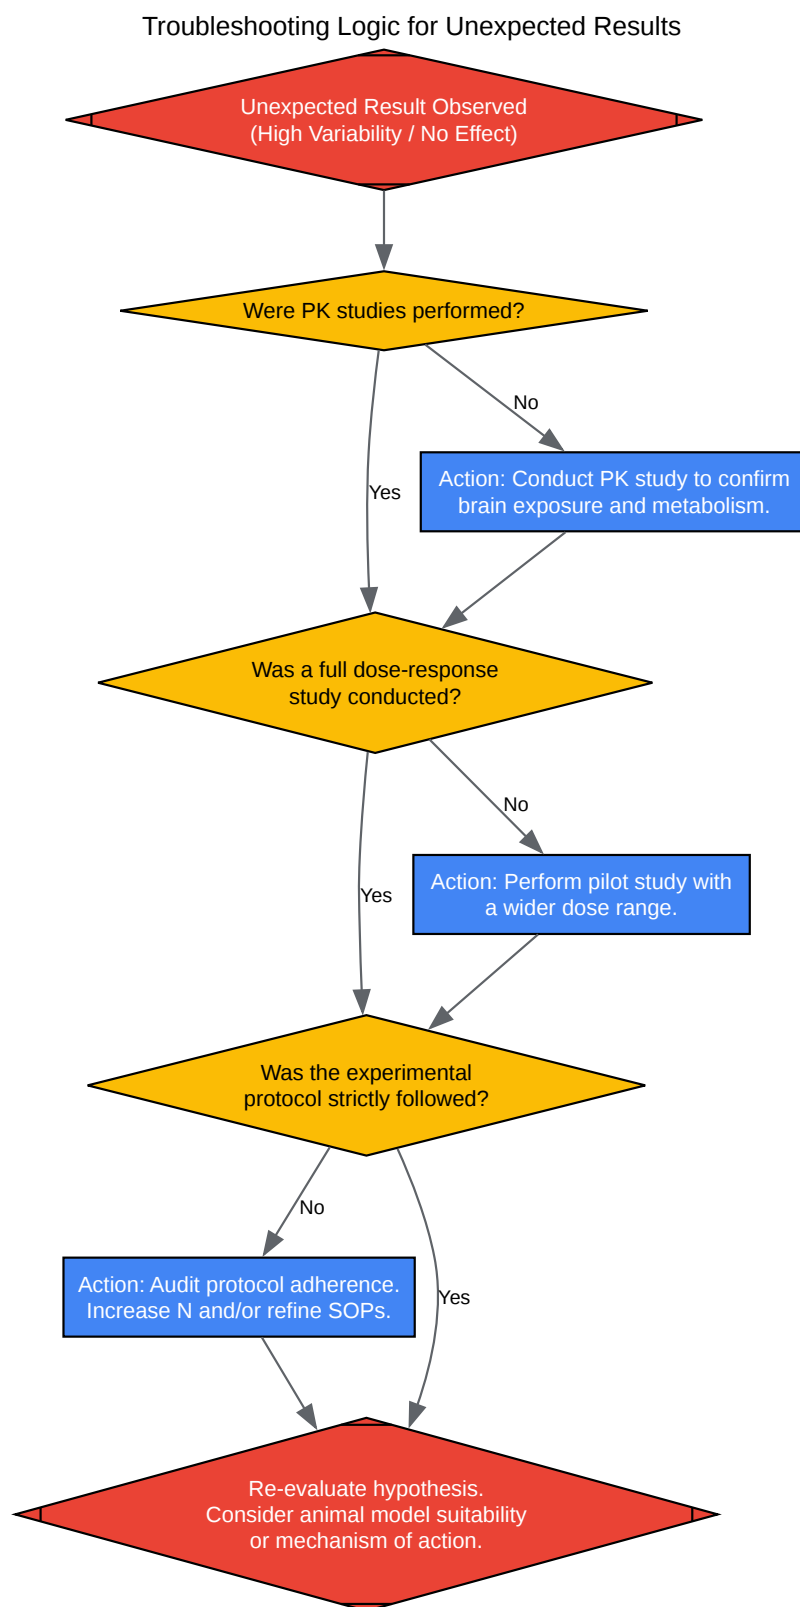 Troubleshooting Logic for Unexpected Results
Unexpected Result Observed
(High Variability / No Effect)
Were PK studies performed?
No
Action: Conduct PK study to confirm
brain exposure and metabolism.
Yes
Was a full dose-response
study conducted?
No
Action: Perform pilot study with
a wider dose range.
Yes
Was the experimental
protocol strictly followed?
No
Action: Audit protocol adherence.
Increase N and/or refine SOPs.
Yes
Re-evaluate hypothesis.
Consider animal model suitability
or mechanism of action.